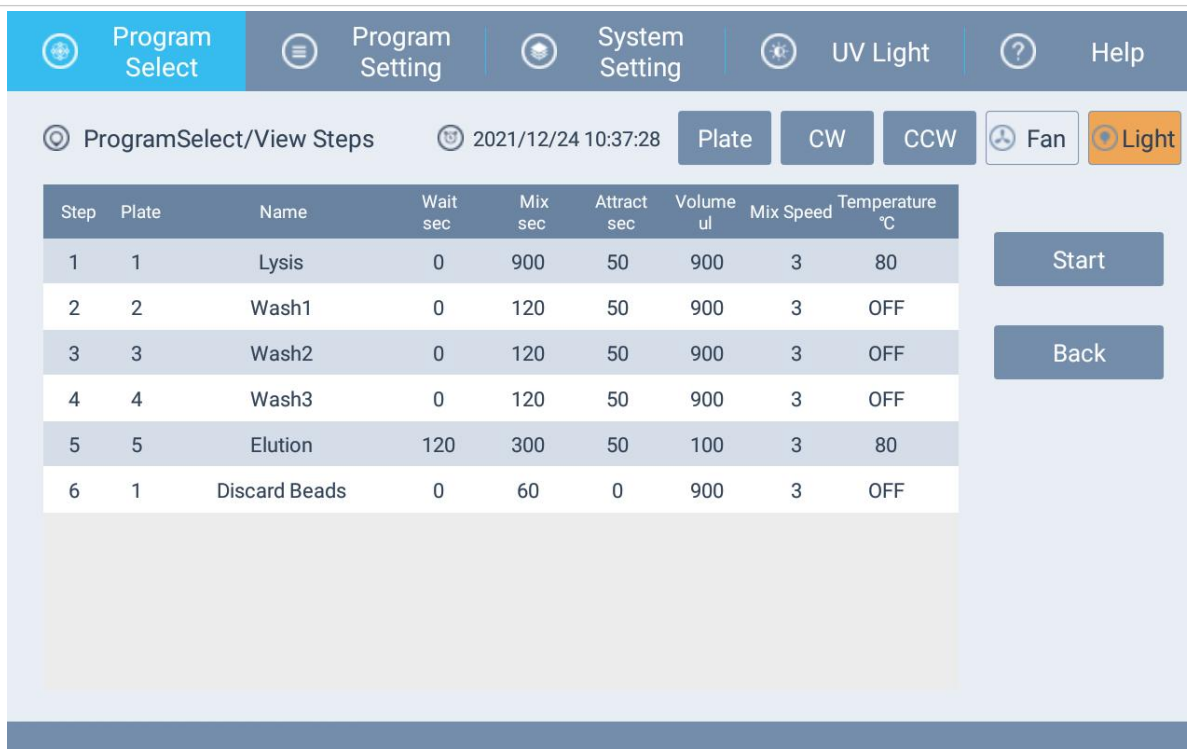 Program Select
Program Setting
System Setting
UV Light
Help
ProgramSelect/View Steps 2021/12/24 10:37:28 Plate CW CCW Fan Light
Step Plate Name Wait sec Mix sec Attract sec Volume ul Mix Speed Temperature ℃
1 1 Lysis 0 900 50 900 3 80
2 2 Wash1 0 120 50 900 3 OFF
3 3 Wash2 0 120 50 900 3 OFF
4 4 Wash3 0 120 50 900 3 OFF
5 5 Elution 120 300 50 100 3 80
6 1 Discard Beads 0 60 0 900 3 OFF
Start
Back